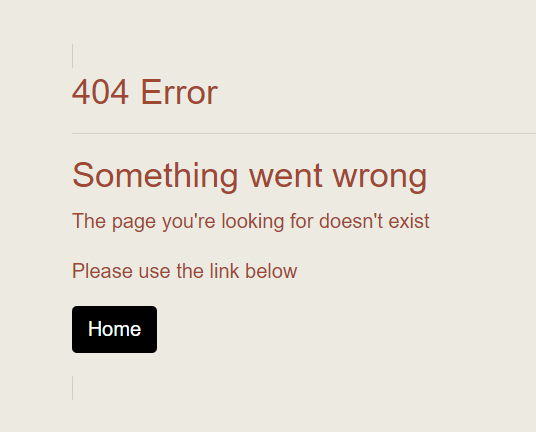 404 Error
Something went wrong
The page you're looking for doesn't exist
Please use the link below
Home